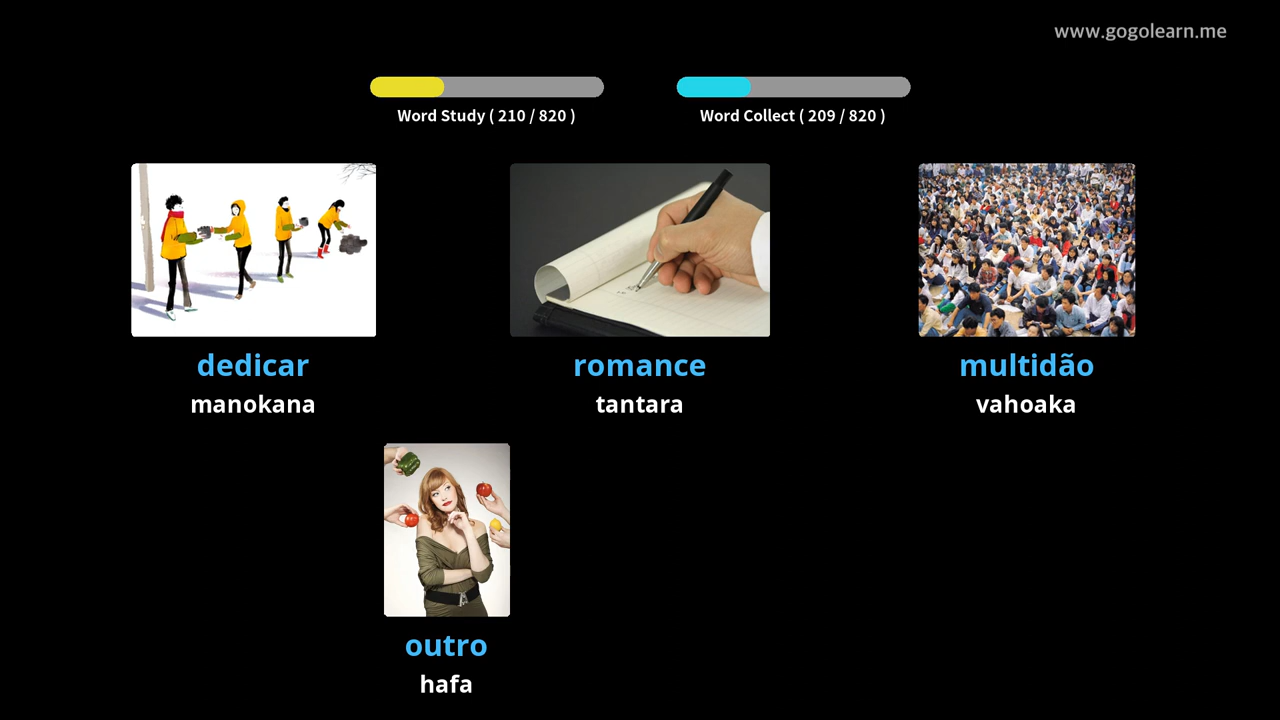 www.gogolearn.me
Word Study ( 210 / 820 )
Word Collect ( 209 / 820 )
dedicar
manokana
romance
tantara
multidão
vahoaka
outro
hafa